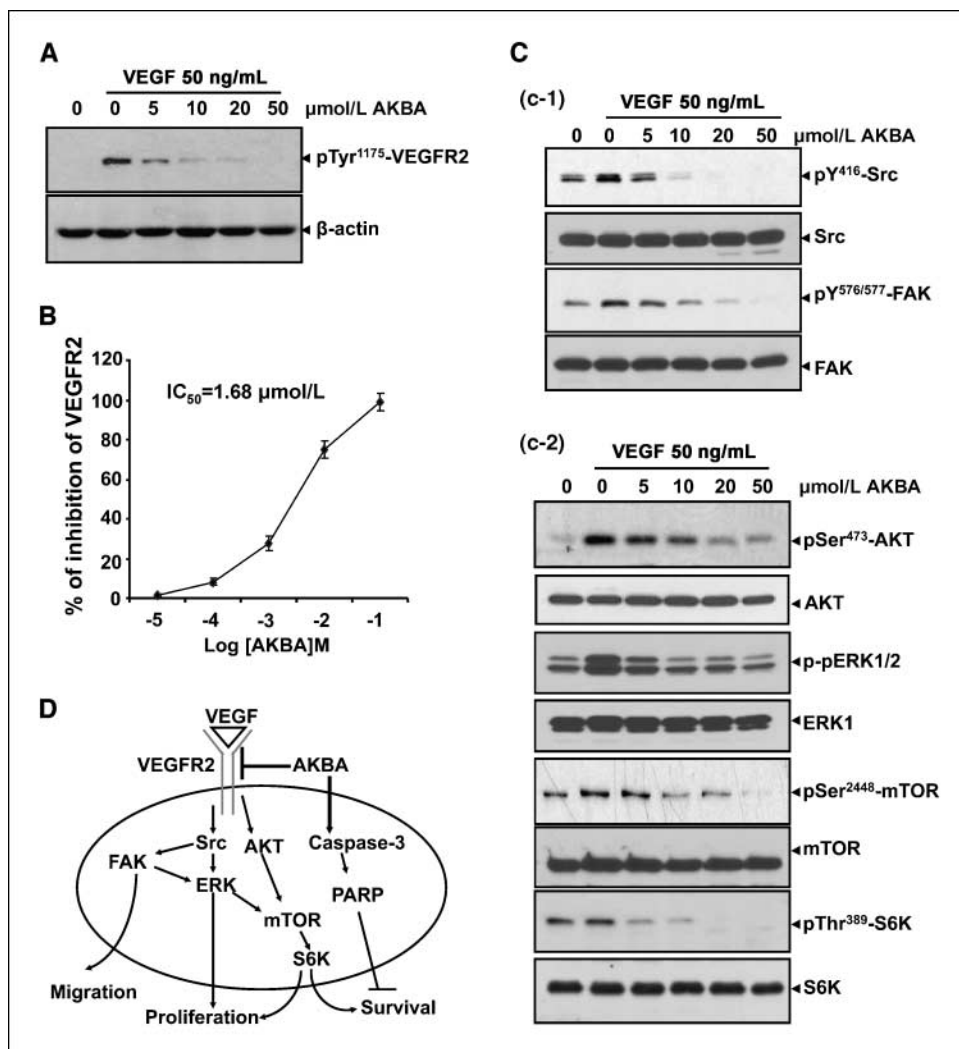 A
VEGF 50 ng/mL
0 0 5 10 20 50 µmol/L AKBA
pTyr¹¹⁷⁵-VEGFR2
β-actin
B
% of inhibition of VEGFR2
120
100
80
60
40
20
0
IC₅₀=1.68 µmol/L
-5 -4 -3 -2 -1
Log [AKBA]M
D
VEGF
VEGFR2 AKBA
Src AKT Caspase-3
FAK
ERK PARP
mTOR
S6K
Migration
Proliferation Survival
C
(c-1)
VEGF 50 ng/mL
0 0 5 10 20 50 µmol/L AKBA
pY⁴¹⁶-Src
Src
pY⁵⁷⁶/⁵⁷⁷-FAK
FAK
(c-2)
VEGF 50 ng/mL
0 0 5 10 20 50 µmol/L AKBA
pSer⁴⁷³-AKT
AKT
p-pERK1/2
ERK1
pSer²⁴⁴⁸-mTOR
mTOR
pThr³⁸⁹-S6K
S6K